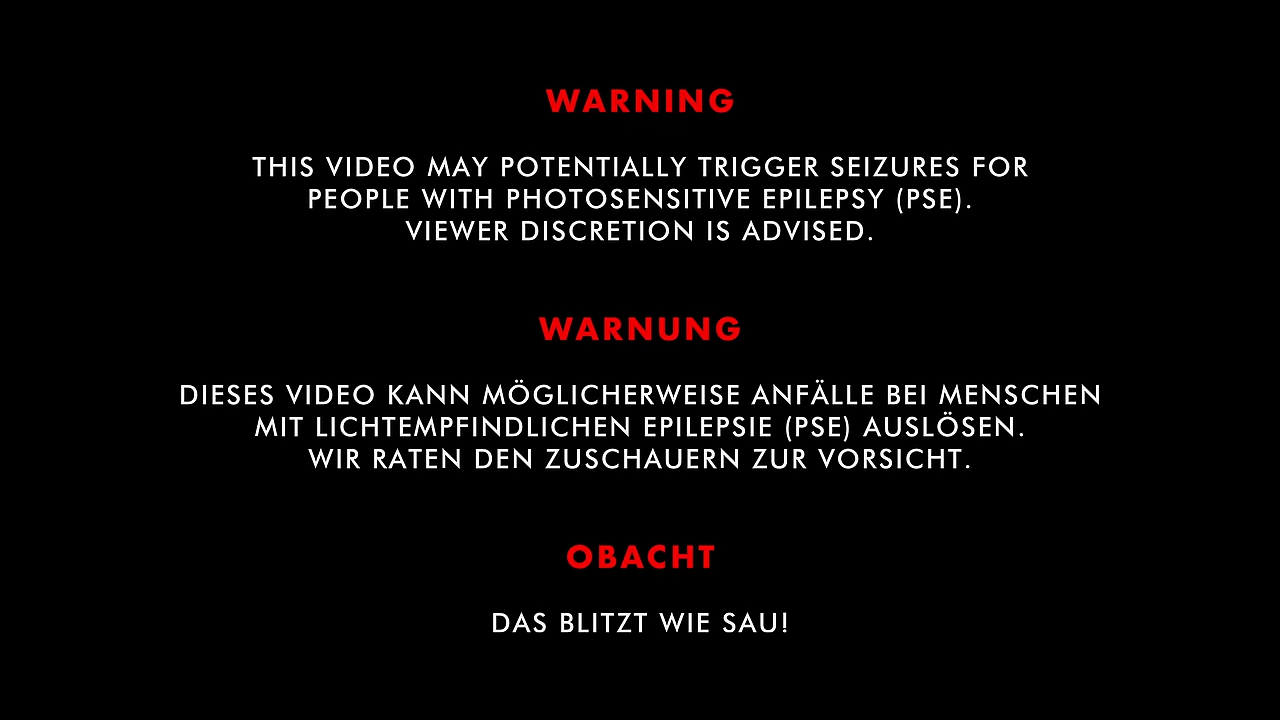 WARNING
THIS VIDEO MAY POTENTIALLY TRIGGER SEIZURES FOR
PEOPLE WITH PHOTOSENSITIVE EPILEPSY (PSE).
VIEWER DISCRETION IS ADVISED.
WARNUNG
DIESES VIDEO KANN MÖGLICHERWEISE ANFÄLLE BEI MENSCHEN
MIT LICHTEMPFINDLICHEN EPILEPSIE (PSE) AUSLÖSEN.
WIR RATEN DEN ZUSCHAUERN ZUR VORSICHT.
OBACHT
DAS BLITZT WIE SAU!